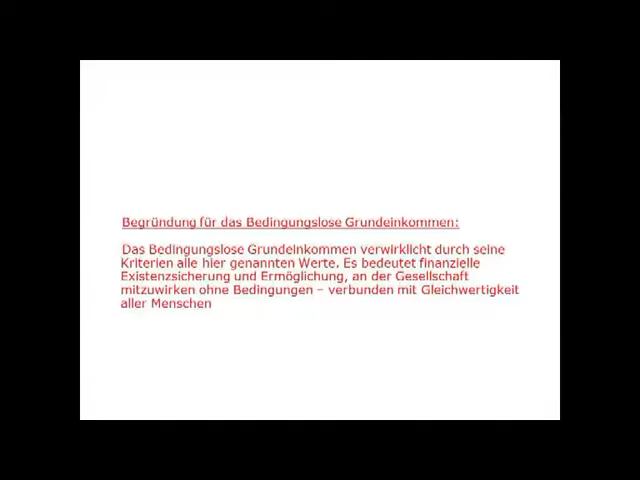 Begründung für das Bedingungslose Grundeinkommen:
Das Bedingungslose Grundeinkommen verwirklicht durch seine
Kriterien alle hier genannten Werte. Es bedeutet finanzielle
Existenzsicherung und Ermöglichung, an der Gesellschaft
mitzuwirken ohne Bedingungen – verbunden mit Gleichwertigkeit
aller Menschen